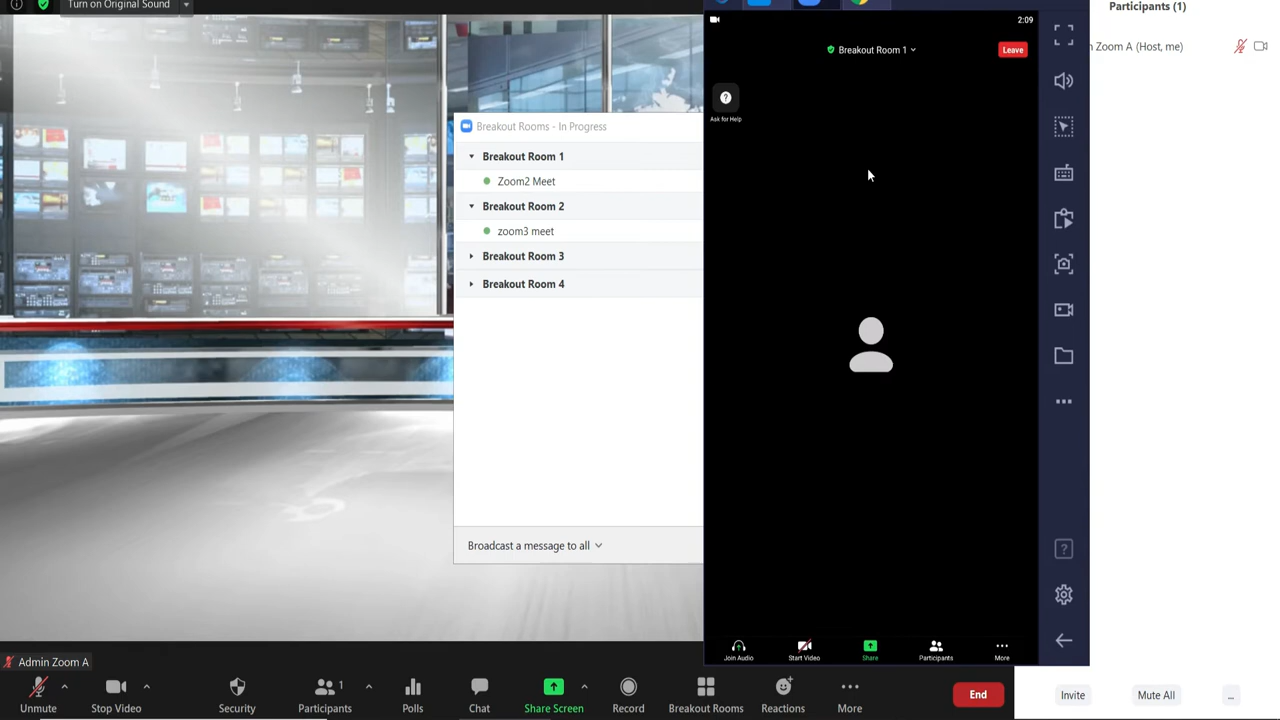 Turn on Original Sound
Breakout Rooms - In Progress
Breakout Room 1
Zoom2 Meet
Breakout Room 2
zoom3 meet
Breakout Room 3
Breakout Room 4
Broadcast a message to all
2:09
Breakout Room 1
Leave
?
Ask for Help
Join Audio
Start Video
Share
Participants
More
Participants (1)
Zoom A (Host, me)
Admin Zoom A
Unmute
Stop Video
Security
Participants
1
Polls
Chat
Share Screen
Record
Breakout Rooms
Reactions
More
End
Invite
Mute All
...